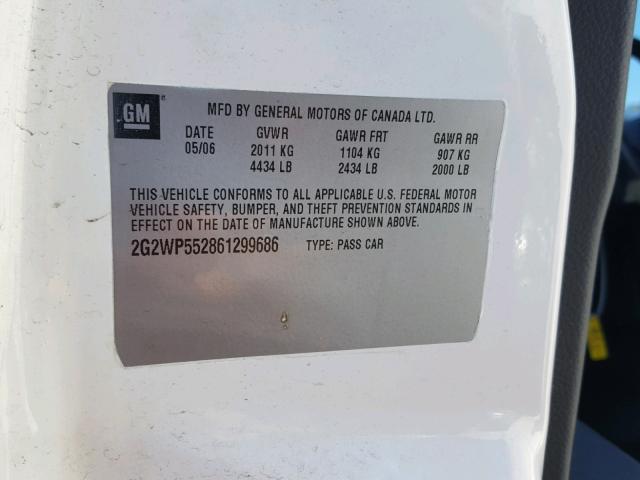 GM
MFD BY GENERAL MOTORS OF CANADA LTD.
DATE GVWR GAWR FRT GAWR RR
05/06 2011 KG 1104 KG 907 KG
4434 LB 2434 LB 2000 LB
THIS VEHICLE CONFORMS TO ALL APPLICABLE U.S. FEDERAL MOTOR
VEHICLE SAFETY, BUMPER, AND THEFT PREVENTION STANDARDS IN
EFFECT ON THE DATE OF MANUFACTURE SHOWN ABOVE.
2G2WP552861299686 TYPE: PASS CAR